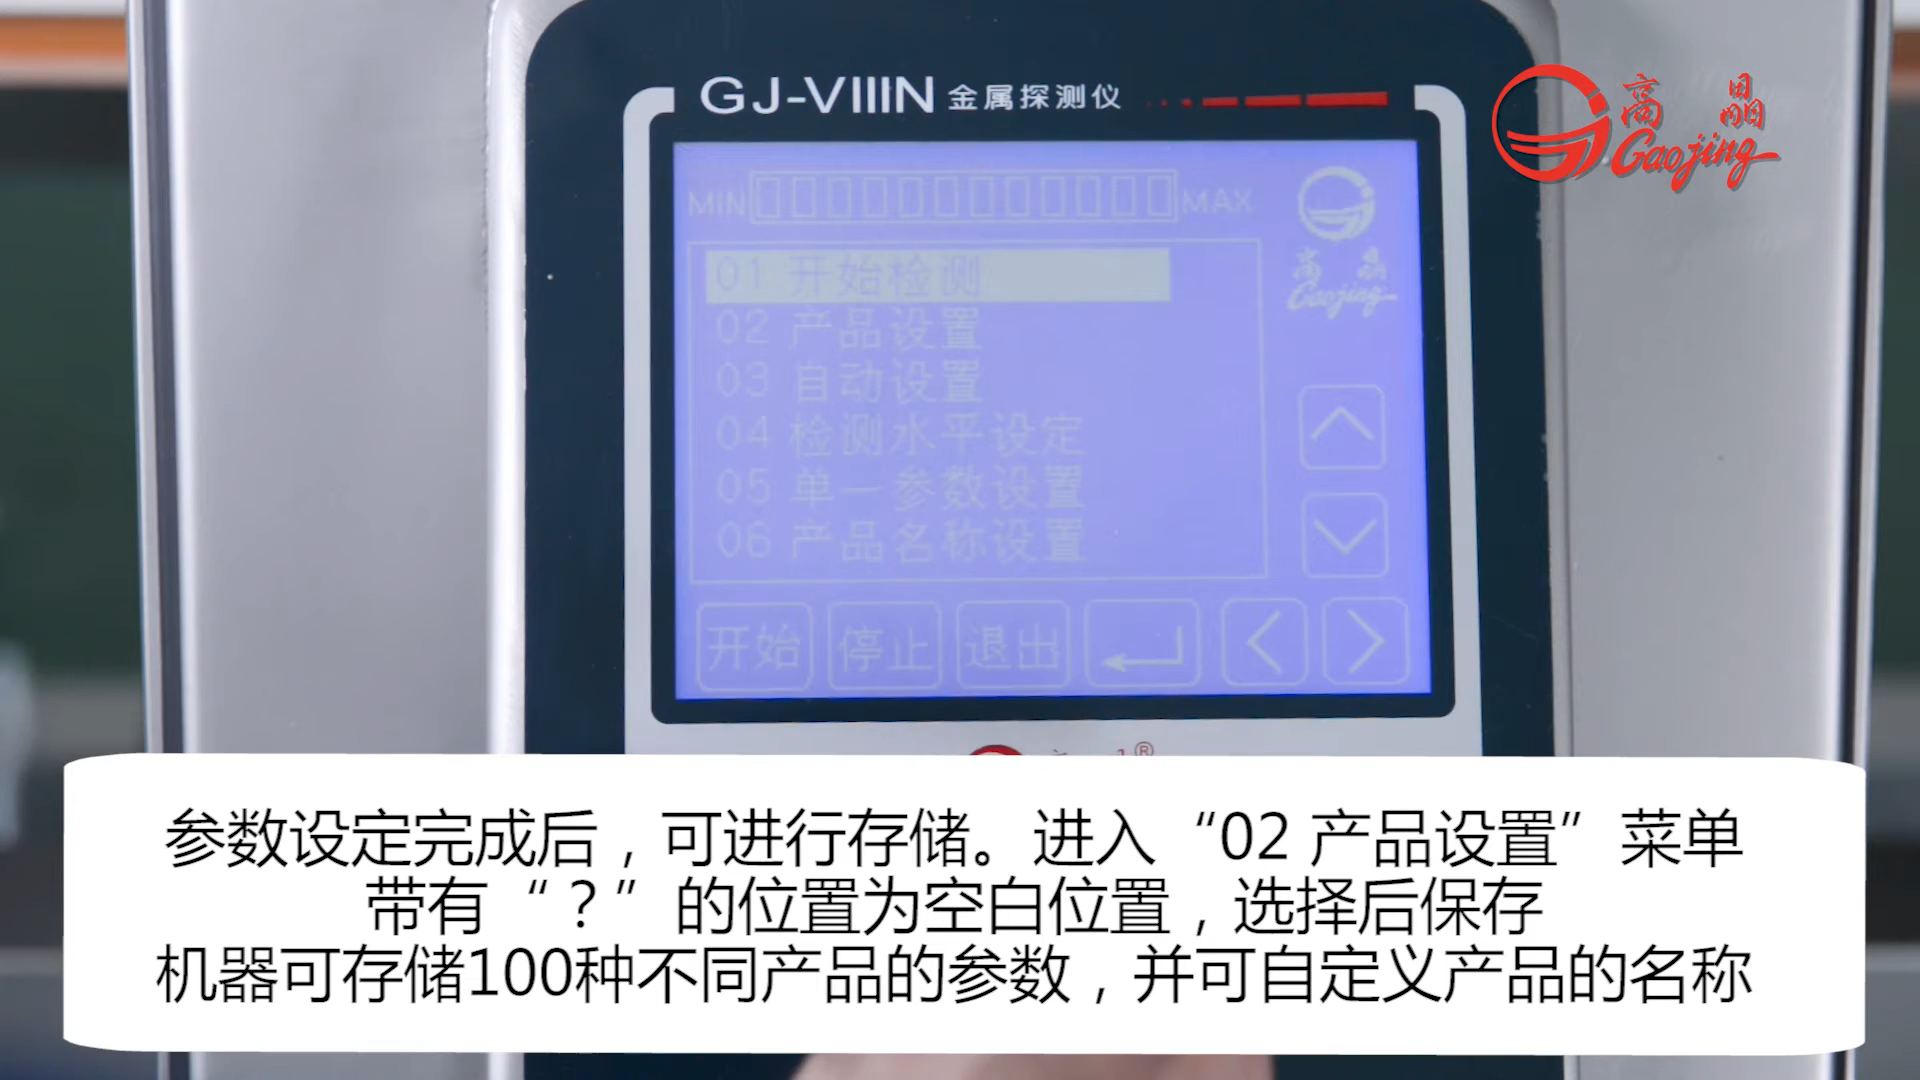 GJ-VIIIN 金属探测仪
高晶
Gaojing
MIN MAX
高晶
Gaojing
01 开始检测
02 产品设置
03 自动设置
04 检测水平设定
05 单一参数设置
06 产品名称设置
开始 停止 退出
®
参数设定完成后，可进行存储。进入“02 产品设置”菜单
带有“？”的位置为空白位置，选择后保存
机器可存储100种不同产品的参数，并可自定义产品的名称